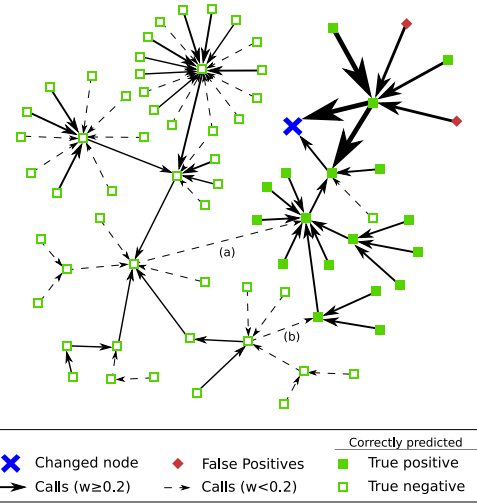 (a)
(b)
Correctly predicted
Changed node
False Positives
True positive
Calls (w≥0.2)
Calls (w<0.2)
True negative